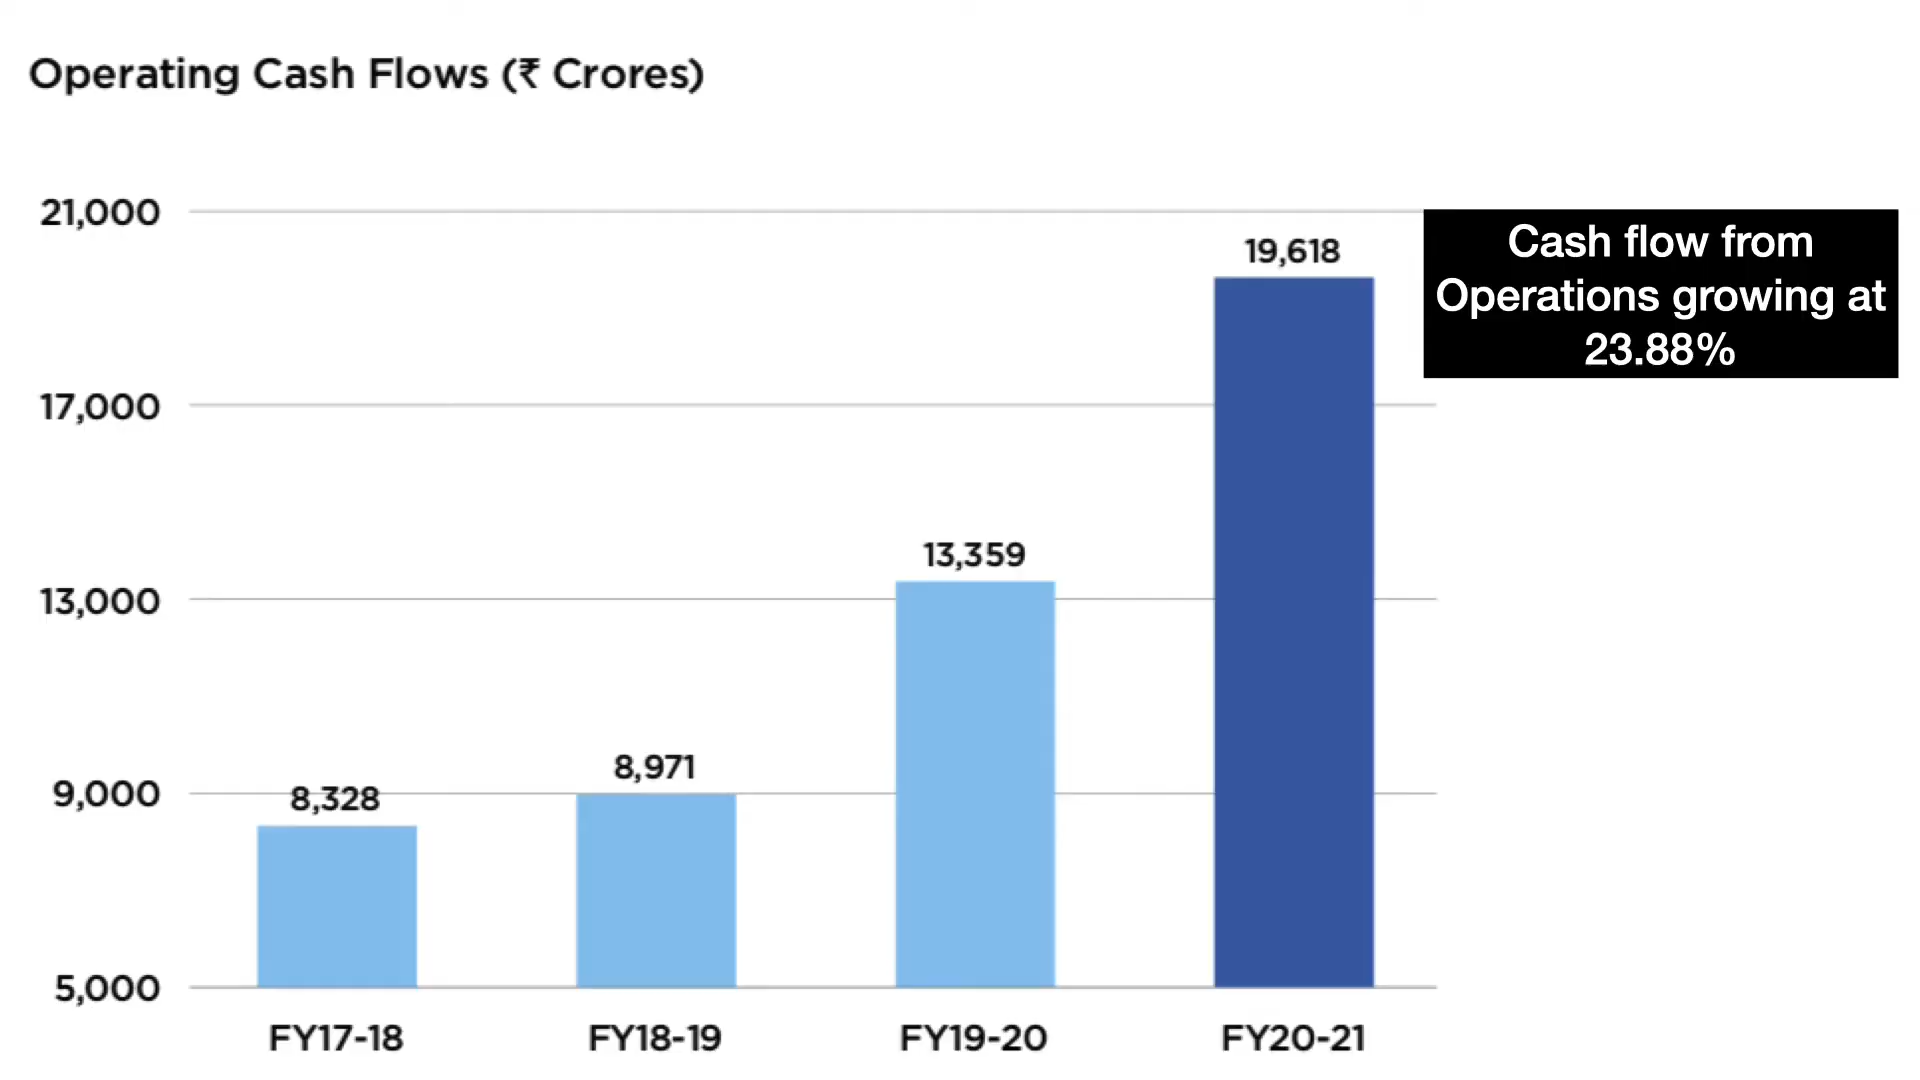 Operating Cash Flows (₹ Crores)
21,000
17,000
13,000
9,000
5,000
8,328
8,971
13,359
19,618
FY17-18
FY18-19
FY19-20
FY20-21
Cash flow from
Operations growing at
23.88%